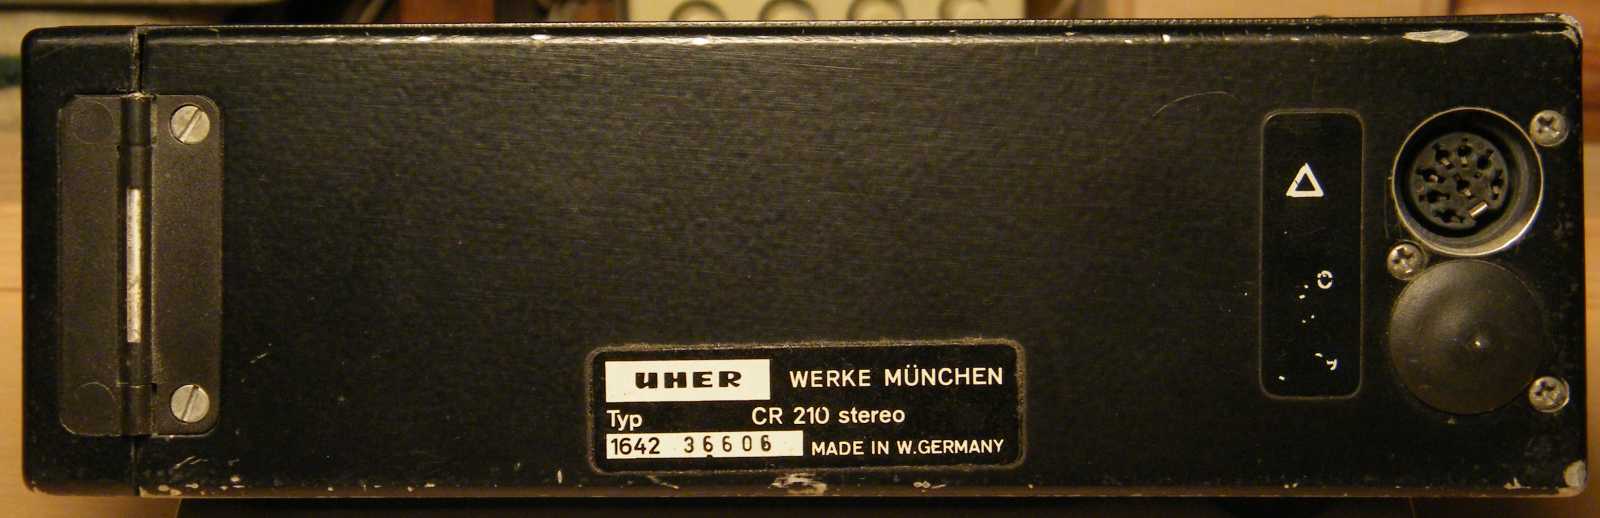 UHER WERKE MÜNCHEN
Typ CR 210 stereo
1642 36606 MADE IN W.GERMANY